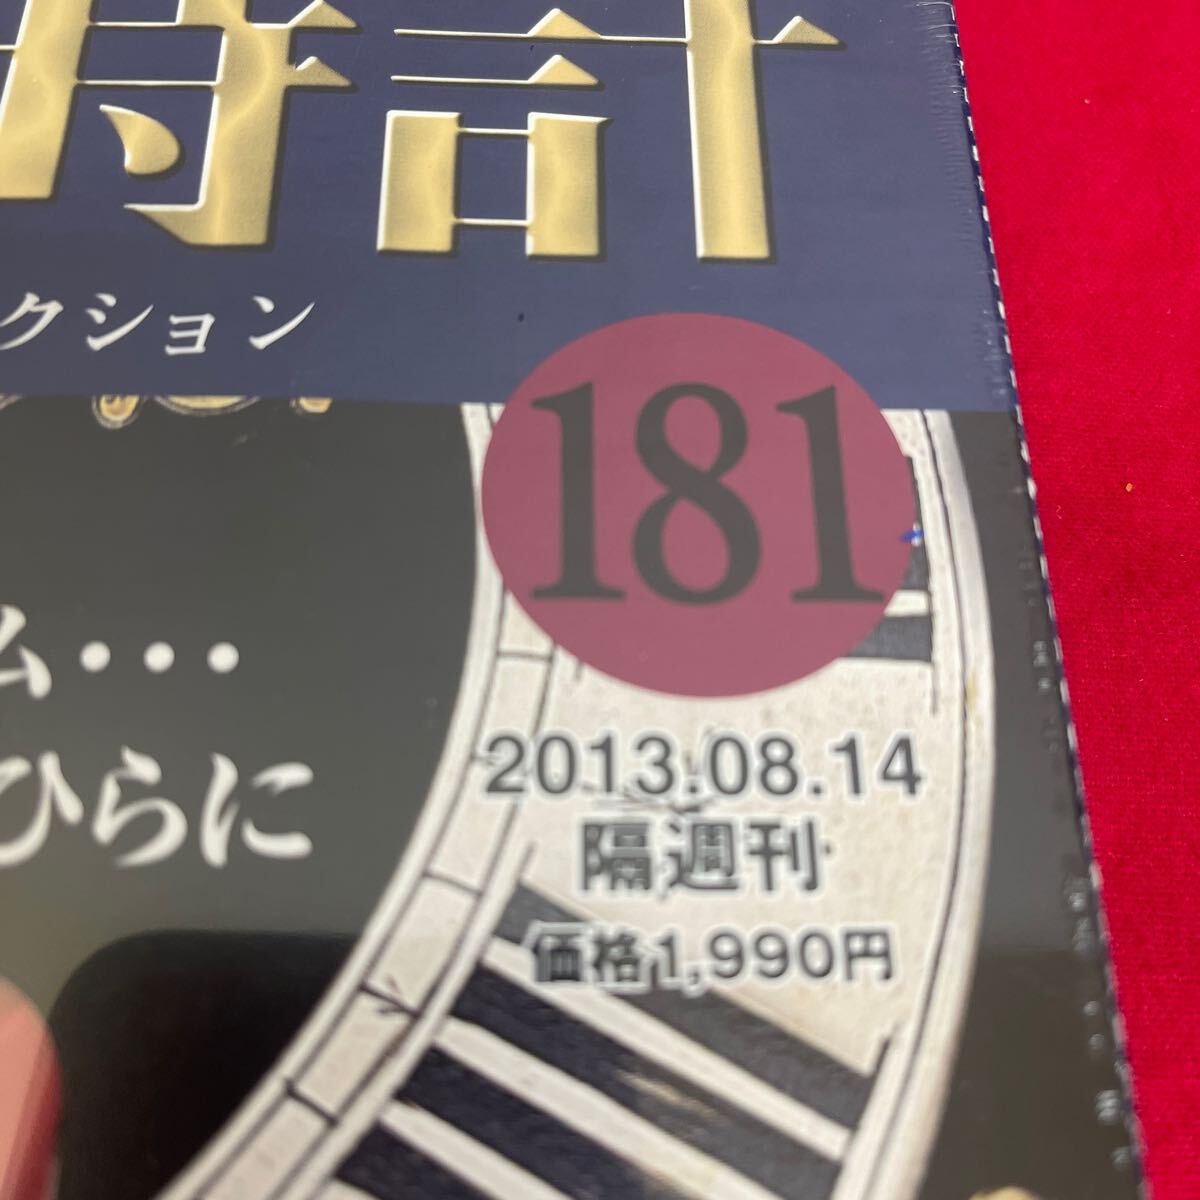 時計
クション
181
ム・・・
ひらに
2013.08.14
隔週刊
価格1,990円